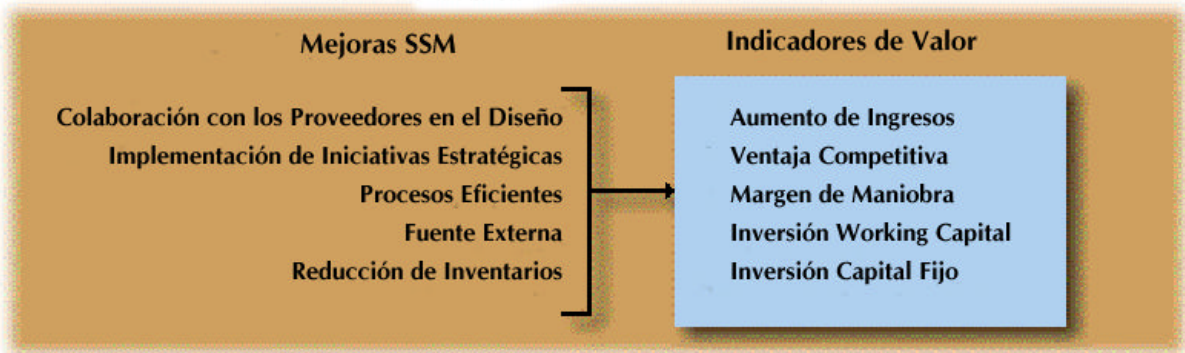 Mejoras SSM
Colaboración con los Proveedores en el Diseño
Implementación de Iniciativas Estratégicas
Procesos Eficientes
Fuente Externa
Reducción de Inventarios
Indicadores de Valor
Aumento de Ingresos
Ventaja Competitiva
Margen de Maniobra
Inversión Working Capital
Inversión Capital Fijo